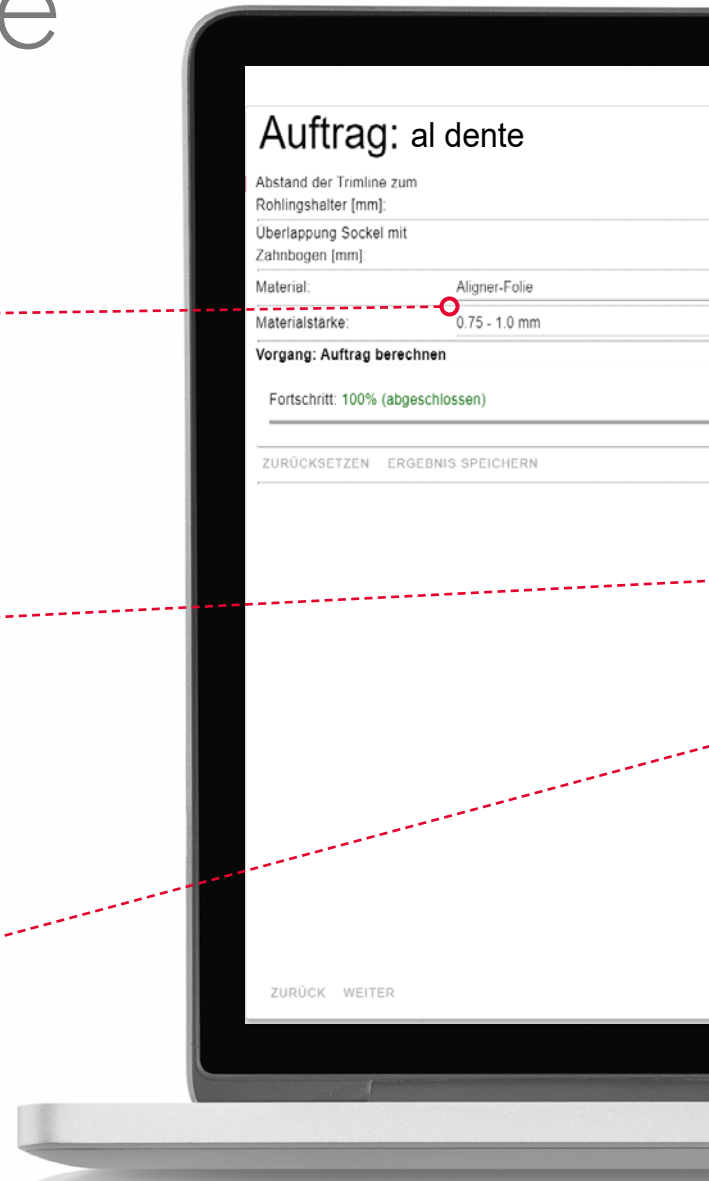 e
Auftrag: al dente
Abstand der Trimline zum
Rohlingshalter [mm]:
Überlappung Sockel mit
Zahnbogen [mm]:
Material: Aligner-Folie
Materialstärke: 0.75 - 1.0 mm
Vorgang: Auftrag berechnen
Fortschritt: 100% (abgeschlossen)
ZURÜCKSETZEN ERGEBNIS SPEICHERN
ZURÜCK WEITER